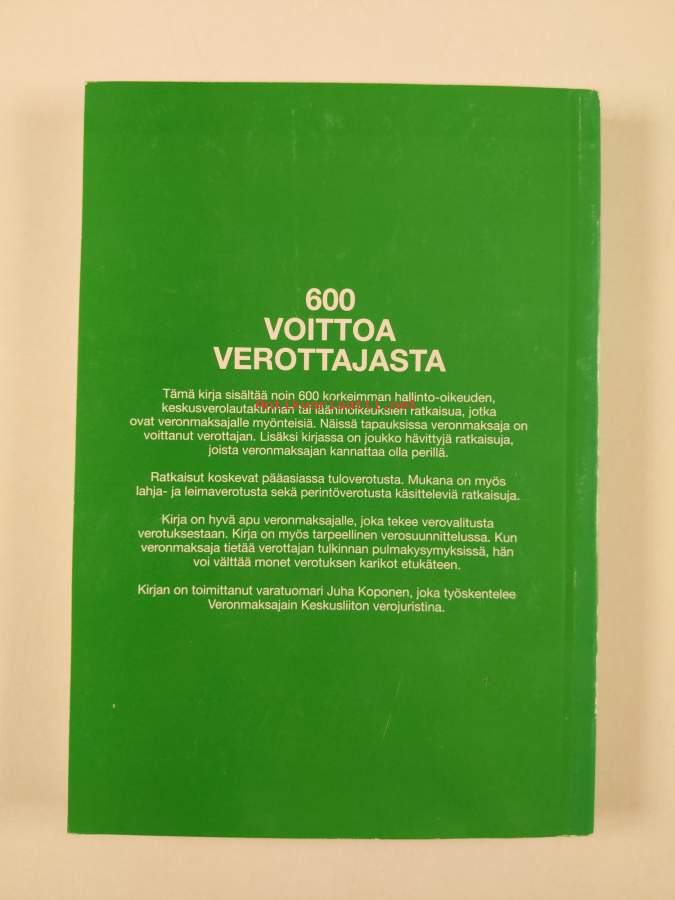 600
VOITTOA
VEROTTAJASTA
Tämä kirja sisältää noin 600 korkeimman hallinto-oikeuden,
Antikvariaatti.net
keskusverolautakunnan tai lääninoikeuksien ratkaisua, jotka
ovat veronmaksajalle myönteisiä. Näissä tapauksissa veronmaksaja on
voittanut verottajan. Lisäksi kirjassa on joukko hävittyjä ratkaisuja,
joista veronmaksajan kannattaa olla perillä.
Ratkaisut koskevat pääasiassa tuloverotusta. Mukana on myös
lahja- ja leimaverotusta sekä perintöverotusta käsitteleviä ratkaisuja.
Kirja on hyvä apu veronmaksajalle, joka tekee verovalitusta
verotuksestaan. Kirja on myös tarpeellinen verosuunnittelussa. Kun
veronmaksaja tietää verottajan tulkinnan pulmakysymyksissä, hän
voi välttää monet verotuksen karikot etukäteen.
Kirjan on toimittanut varatuomari Juha Koponen, joka työskentelee
Veronmaksajain Keskusliiton verojuristina.